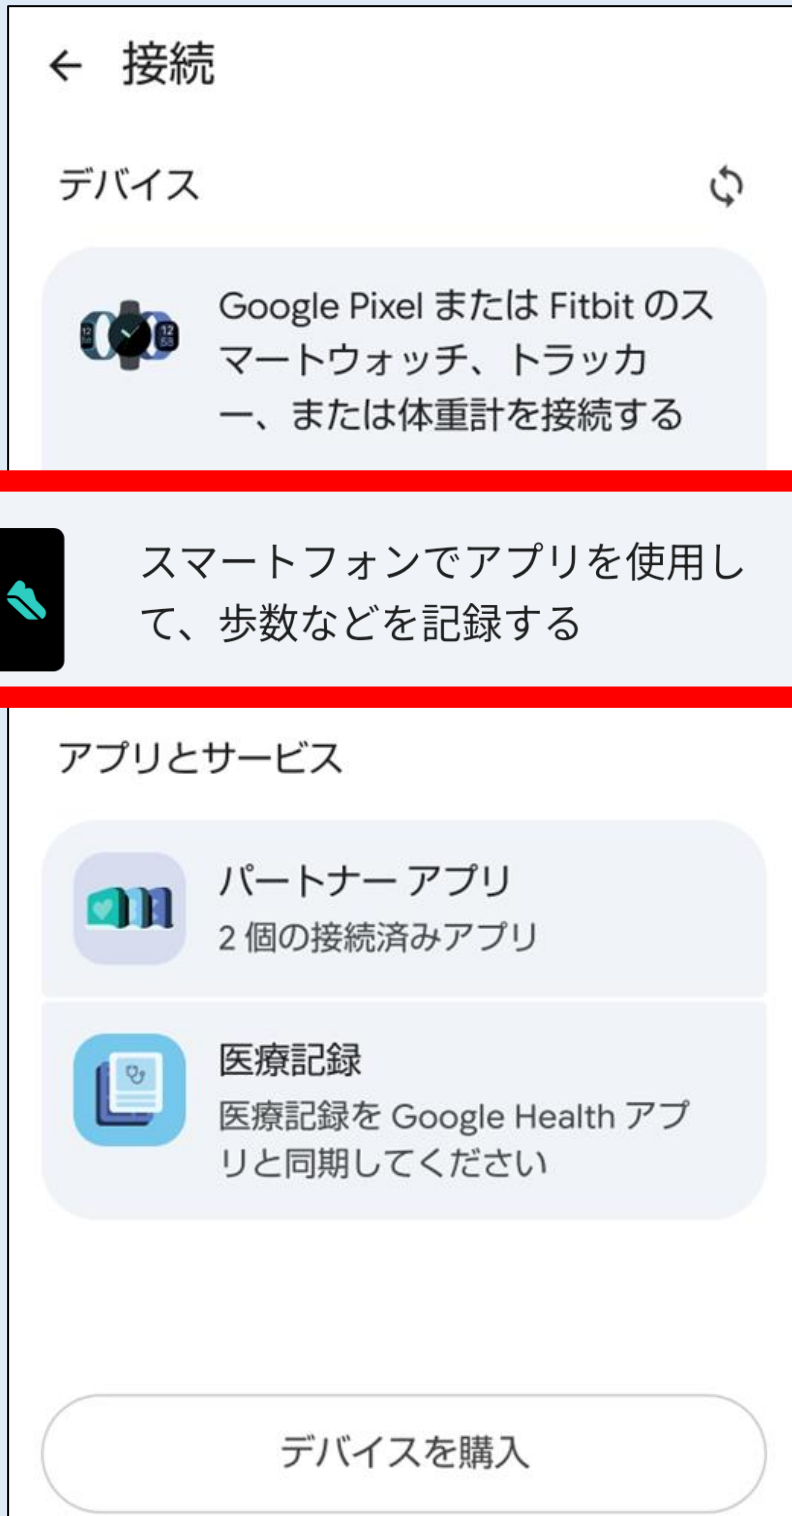 ← 接続
デバイス
Google Pixel または Fitbit のス
マートウォッチ、トラッカ
ー、または体重計を接続する
スマートフォンでアプリを使用し
て、歩数などを記録する
アプリとサービス
パートナー アプリ
2 個の接続済みアプリ
医療記録
医療記録を Google Health アプ
リと同期してください
デバイスを購入